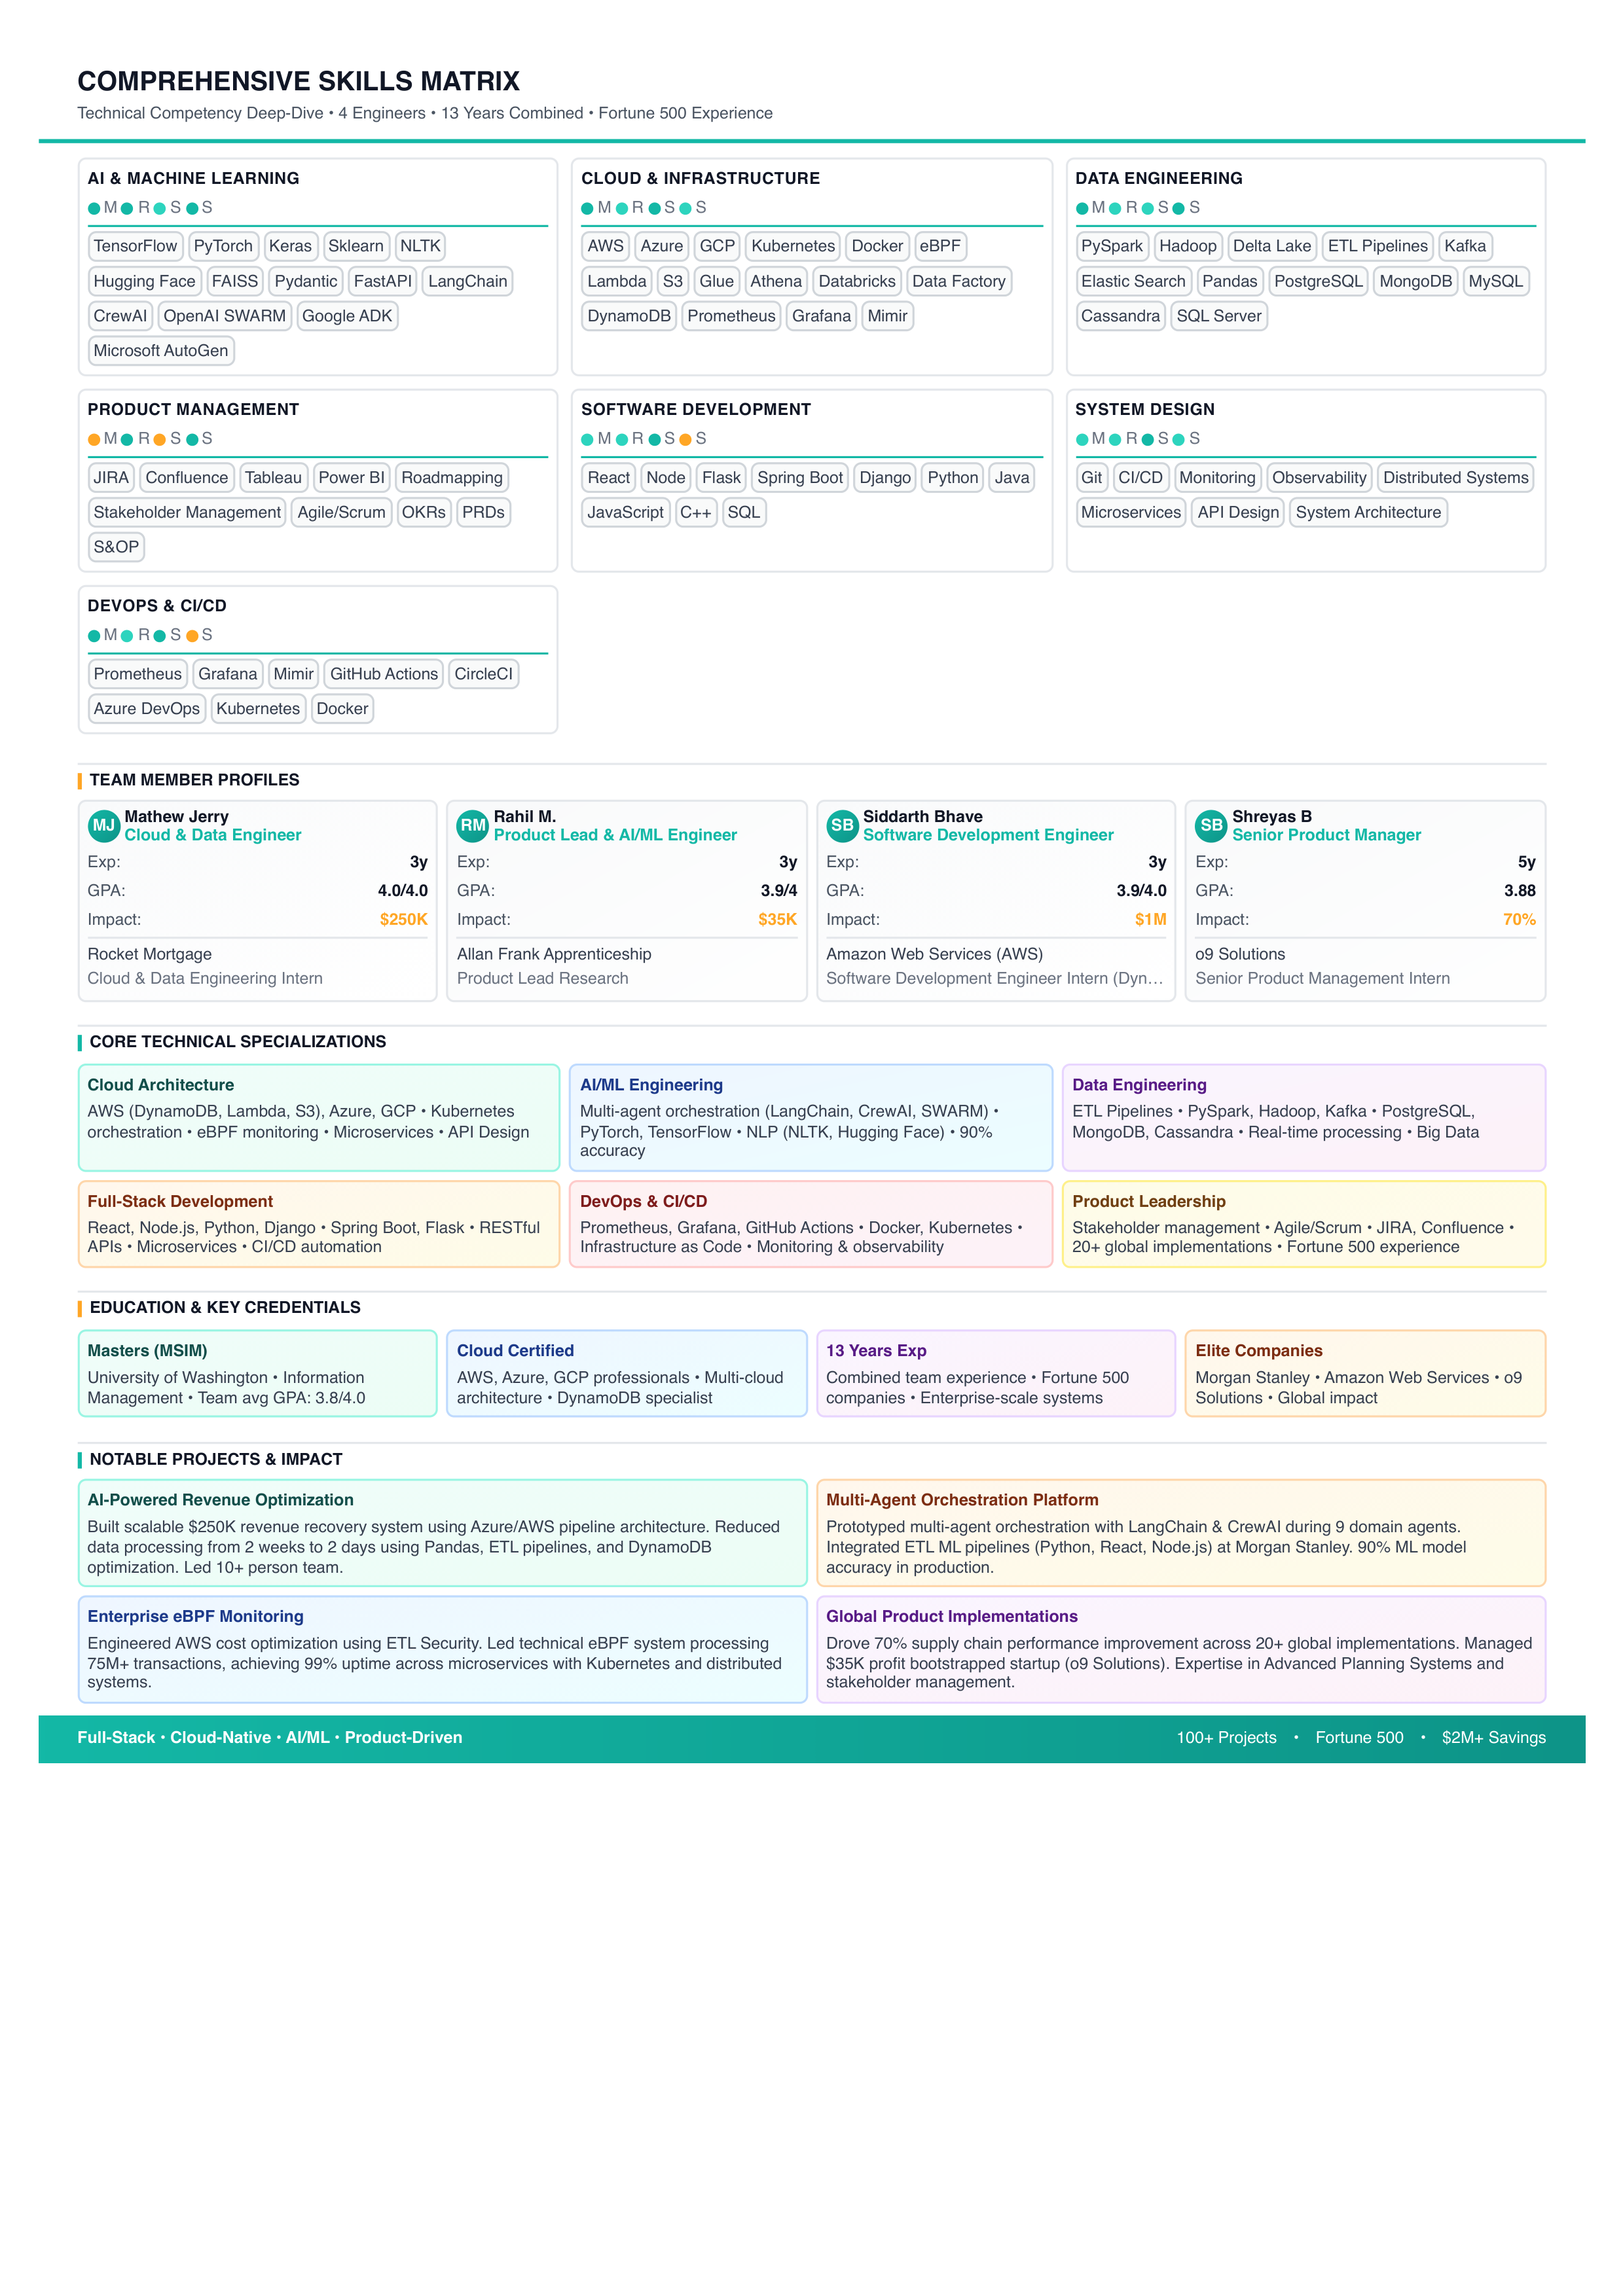 COMPREHENSIVE SKILLS MATRIX
Technical Competency Deep-Dive • 4 Engineers • 13 Years Combined • Fortune 500 Experience
AI & MACHINE LEARNING
M R S S
TensorFlow PyTorch Keras Sklearn NLTK
Hugging Face FAISS Pydantic FastAPI LangChain
CrewAI OpenAI SWARM Google ADK
Microsoft AutoGen
CLOUD & INFRASTRUCTURE
M R S S
AWS Azure GCP Kubernetes Docker eBPF
Lambda S3 Glue Athena Databricks Data Factory
DynamoDB Prometheus Grafana Mimir
DATA ENGINEERING
M R S S
PySpark Hadoop Delta Lake ETL Pipelines Kafka
Elastic Search Pandas PostgreSQL MongoDB MySQL
Cassandra SQL Server
PRODUCT MANAGEMENT
M R S S
JIRA Confluence Tableau Power BI Roadmapping
Stakeholder Management Agile/Scrum OKRs PRDs
S&OP
SOFTWARE DEVELOPMENT
M R S S
React Node Flask Spring Boot Django Python Java
JavaScript C++ SQL
SYSTEM DESIGN
M R S S
Git CI/CD Monitoring Observability Distributed Systems
Microservices API Design System Architecture
DEVOPS & CI/CD
M R S S
Prometheus Grafana Mimir GitHub Actions CircleCI
Azure DevOps Kubernetes Docker
TEAM MEMBER PROFILES
MJ Mathew Jerry
Cloud & Data Engineer
Exp: 3y
GPA: 4.0/4.0
Impact: $250K
Rocket Mortgage
Cloud & Data Engineering Intern
RM Rahil M.
Product Lead & AI/ML Engineer
Exp: 3y
GPA: 3.9/4
Impact: $35K
Allan Frank Apprenticeship
Product Lead Research
SB Siddarth Bhave
Software Development Engineer
Exp: 3y
GPA: 3.9/4.0
Impact: $1M
Amazon Web Services (AWS)
Software Development Engineer Intern (Dyn…
SB Shreyas B
Senior Product Manager
Exp: 5y
GPA: 3.88
Impact: 70%
o9 Solutions
Senior Product Management Intern
CORE TECHNICAL SPECIALIZATIONS
Cloud Architecture
AWS (DynamoDB, Lambda, S3), Azure, GCP • Kubernetes
orchestration • eBPF monitoring • Microservices • API Design
AI/ML Engineering
Multi-agent orchestration (LangChain, CrewAI, SWARM) •
PyTorch, TensorFlow • NLP (NLTK, Hugging Face) • 90%
accuracy
Data Engineering
ETL Pipelines • PySpark, Hadoop, Kafka • PostgreSQL,
MongoDB, Cassandra • Real-time processing • Big Data
Full-Stack Development
React, Node.js, Python, Django • Spring Boot, Flask • RESTful
APIs • Microservices • CI/CD automation
DevOps & CI/CD
Prometheus, Grafana, GitHub Actions • Docker, Kubernetes •
Infrastructure as Code • Monitoring & observability
Product Leadership
Stakeholder management • Agile/Scrum • JIRA, Confluence •
20+ global implementations • Fortune 500 experience
EDUCATION & KEY CREDENTIALS
Masters (MSIM)
University of Washington • Information
Management • Team avg GPA: 3.8/4.0
Cloud Certified
AWS, Azure, GCP professionals • Multi-cloud
architecture • DynamoDB specialist
13 Years Exp
Combined team experience • Fortune 500
companies • Enterprise-scale systems
Elite Companies
Morgan Stanley • Amazon Web Services • o9
Solutions • Global impact
NOTABLE PROJECTS & IMPACT
AI-Powered Revenue Optimization
Built scalable $250K revenue recovery system using Azure/AWS pipeline architecture. Reduced
data processing from 2 weeks to 2 days using Pandas, ETL pipelines, and DynamoDB
optimization. Led 10+ person team.
Multi-Agent Orchestration Platform
Prototyped multi-agent orchestration with LangChain & CrewAI during 9 domain agents.
Integrated ETL ML pipelines (Python, React, Node.js) at Morgan Stanley. 90% ML model
accuracy in production.
Enterprise eBPF Monitoring
Engineered AWS cost optimization using ETL Security. Led technical eBPF system processing
75M+ transactions, achieving 99% uptime across microservices with Kubernetes and distributed
systems.
Global Product Implementations
Drove 70% supply chain performance improvement across 20+ global implementations. Managed
$35K profit bootstrapped startup (o9 Solutions). Expertise in Advanced Planning Systems and
stakeholder management.
Full-Stack • Cloud-Native • AI/ML • Product-Driven
100+ Projects • Fortune 500 • $2M+ Savings